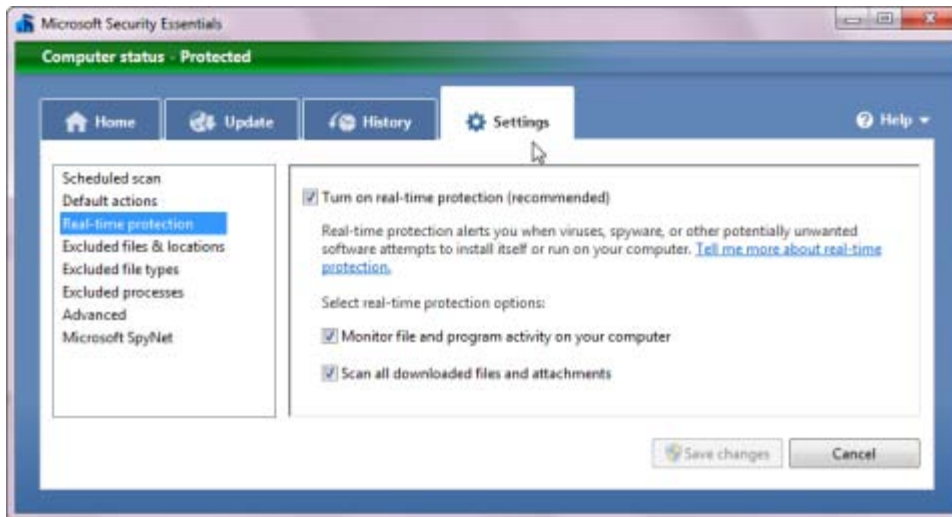 Microsoft Security Essentials
Computer status - Protected
Home
Update
History
Settings
Help
Scheduled scan
Default actions
Real-time protection
Excluded files & locations
Excluded file types
Excluded processes
Advanced
Microsoft SpyNet
Turn on real-time protection (recommended)
Real-time protection alerts you when viruses, spyware, or other potentially unwanted
software attempts to install itself or run on your computer. Tell me more about real-time
protection.
Select real-time protection options:
Monitor file and program activity on your computer
Scan all downloaded files and attachments
Save changes
Cancel